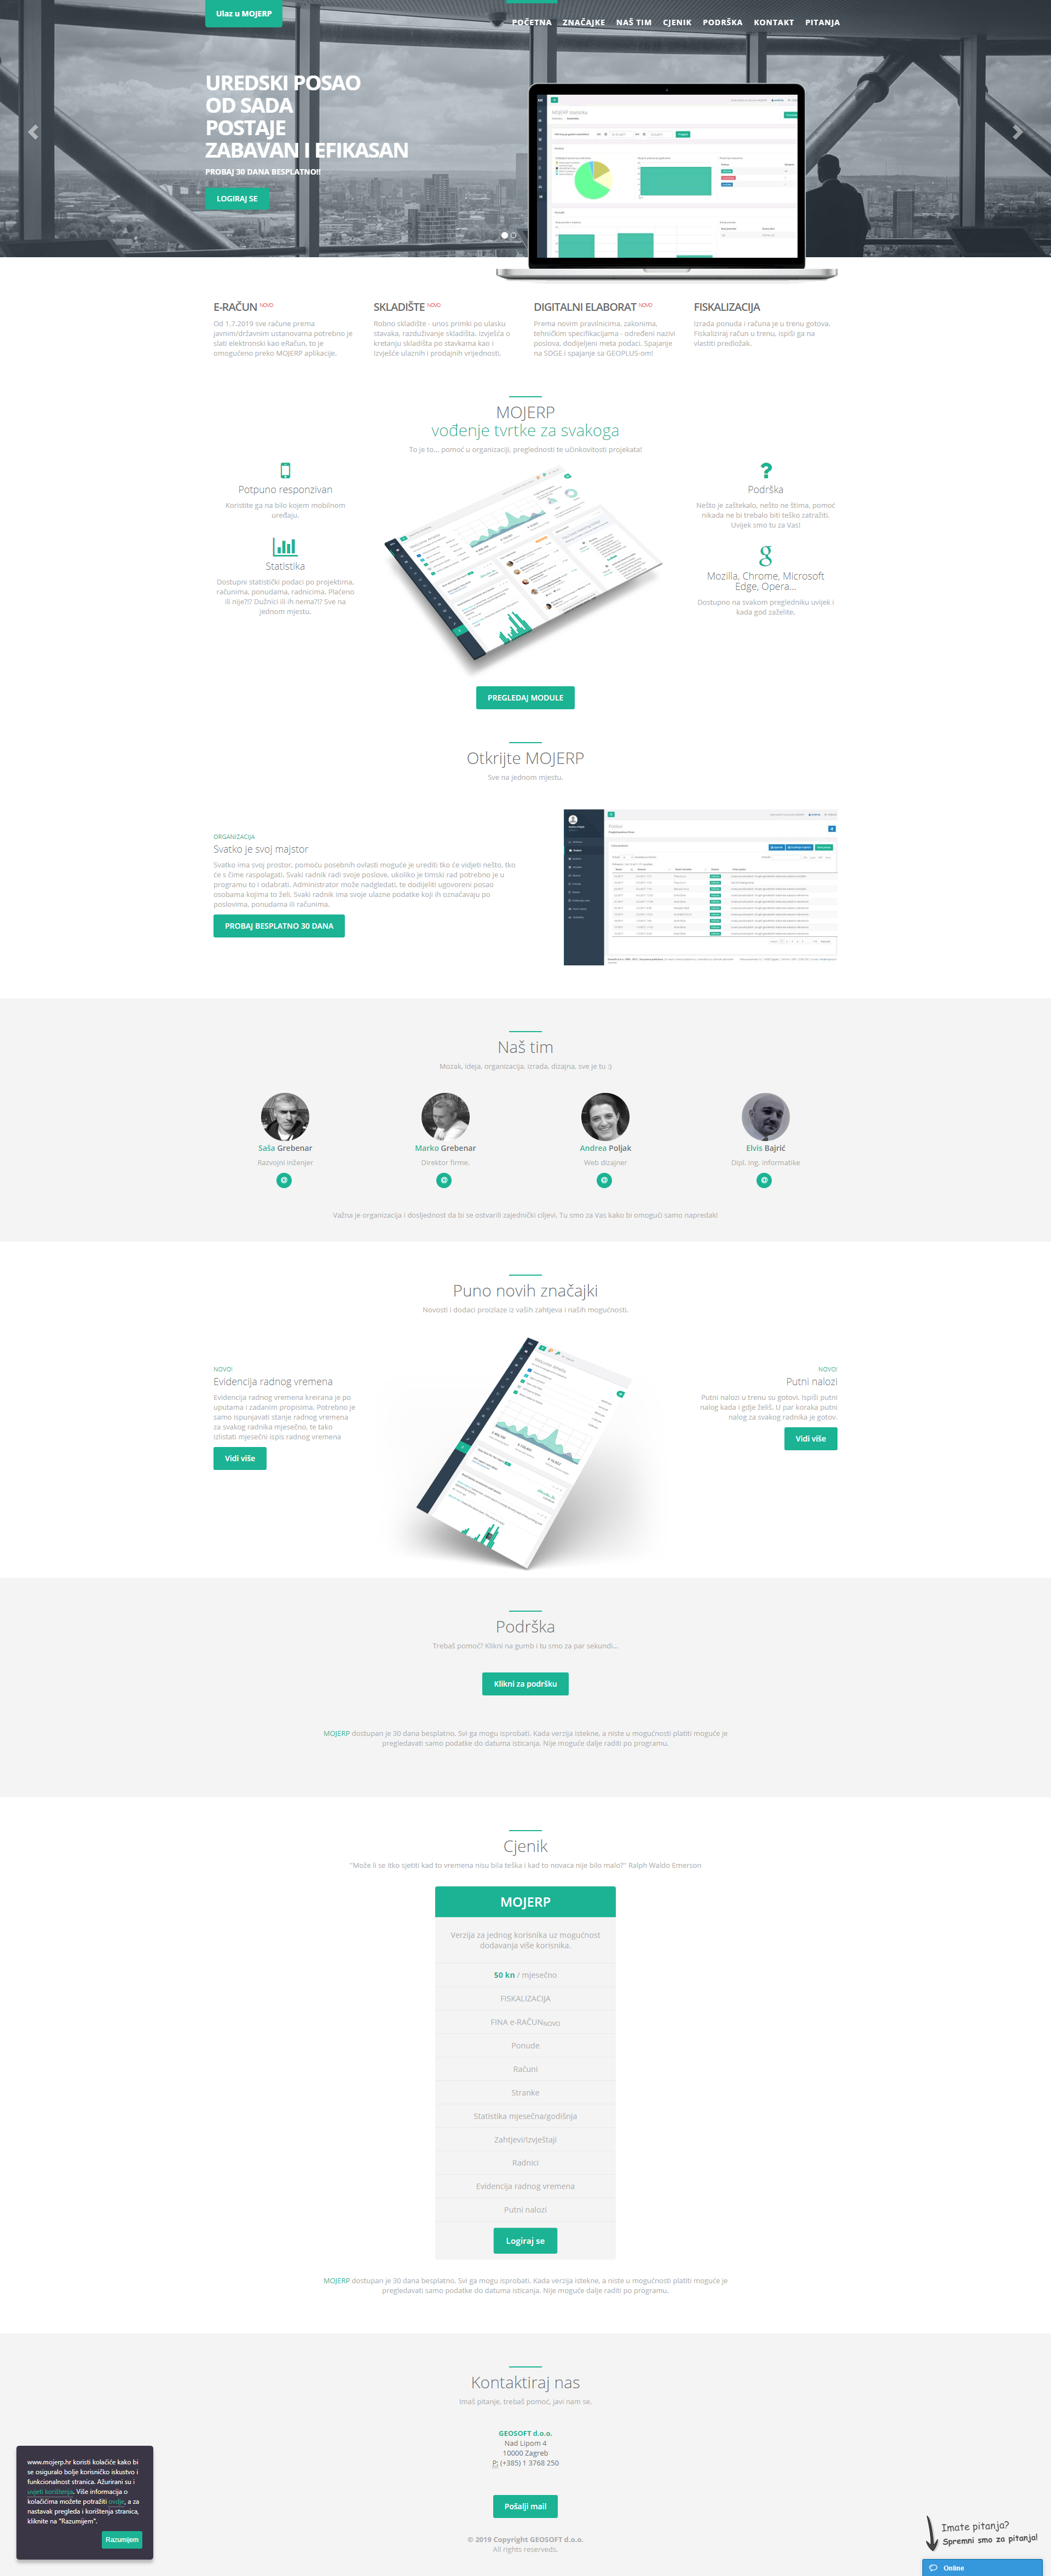 Ulaz u MOJERP
POČETNA ZNAČAJKE NAŠ TIM CJENIK PODRŠKA KONTAKT PITANJA
UREDSKI POSAO
OD SADA
POSTAJE
ZABAVAN I EFIKASAN
PROBAJ 30 DANA BESPLATNO!!
LOGIRAJ SE
E-RAČUN NOVO
Od 1.7.2019 sve račune prema
javnim/državnim ustanovama potrebno je
slati elektronski kao eRačun, to je
omogućeno preko MOJERP aplikacije.
SKLADIŠTE NOVO
Robno skladište - unos primki po ulasku
stavaka, razduživanje skladišta. Izvješća o
kretanju skladišta po stavkama kao i
Izvješće ulaznih i prodajnih vrijednosti.
DIGITALNI ELABORAT NOVO
Prema novim pravilnicima, zakonima,
tehničkim specifikacijama - određeni nazivi
poslova, dodijeljeni meta podaci. Spajanje
na SDGE i spajanje sa GEOPLUS-om!
FISKALIZACIJA
Izrada ponuda i računa je u trenu gotova.
Fiskaliziraj račun u trenu, ispiši ga na
vlastiti predložak.
MOJERP
vođenje tvrtke za svakoga
To je to... pomoć u organizaciji, preglednosti te učinkovitosti projekata!
Potpuno responzivan
Koristite ga na bilo kojem mobilnom
uređaju.
Statistika
Dostupni statistički podaci po projektima,
računima, ponudama, radnicima. Plaćeno
ili nije?!? Dužnici ili ih nema?!? Sve na
jednom mjestu.
Podrška
Nešto je zaštekalo, nešto ne štima, pomoć
nikada ne bi trebalo biti teško zatražiti.
Uvijek smo tu za Vas!
Mozilla, Chrome, Microsoft
Edge, Opera...
Dostupno na svakom pregledniku uvijek i
kada god zaželite.
PREGLEDAJ MODULE
Otkrijte MOJERP
Sve na jednom mjestu.
ORGANIZACIJA
Svatko je svoj majstor
Svatko ima svoj prostor, pomoću posebnih ovlasti moguće je urediti tko će vidjeti nešto, tko
će s čime raspolagati. Svaki radnik radi svoje poslove, ukoliko je timski rad potrebno je u
programu to i odabrati. Administrator može nadgledati, te dodijeliti ugovoreni posao
osobama kojima to želi. Svaki radnik ima svoje ulazne podatke koji ih označavaju po
poslovima, ponudama ili računima.
PROBAJ BESPLATNO 30 DANA
Naš tim
Mozak, ideja, organizacija, izrada, dizajna, sve je tu :)
Saša Grebenar
Razvojni inženjer
Marko Grebenar
Direktor firme.
Andrea Poljak
Web dizajner
Elvis Bajrić
Dipl. ing. informatike
Važna je organizacija i dosljednost da bi se ostvarili zajednički ciljevi. Tu smo za Vas kako bi omogući samo napredak!
Puno novih značajki
Novosti i dodaci proizlaze iz vaših zahtjeva i naših mogućnosti.
NOVO!
Evidencija radnog vremena
Evidencija radnog vremena kreirana je po
uputama i zadanim propisima. Potrebno je
samo ispunjavati stanje radnog vremena
za svakog radnika mjesečno, te tako
izlistati mjesečni ispis radnog vremena
Vidi više
NOVO!
Putni nalozi
Putni nalozi u trenu su gotovi. Ispiši putni
nalog kada i gdje želiš. U par koraka putni
nalog za svakog radnika je gotov.
Vidi više
Podrška
Trebaš pomoć? Klikni na gumb i tu smo za par sekundi...
Klikni za podršku
MOJERP dostupan je 30 dana besplatno. Svi ga mogu isprobati. Kada verzija istekne, a niste u mogućnosti platiti moguće je
pregledavati samo podatke do datuma isticanja. Nije moguće dalje raditi po programu.
Cjenik
"Može li se itko sjetiti kad to vremena nisu bila teška i kad to novaca nije bilo malo?" Ralph Waldo Emerson
MOJERP
Verzija za jednog korisnika uz mogućnost
dodavanja više korisnika.
50 kn / mjesečno
FISKALIZACIJA
FINA e-RAČUN NOVO
Ponude
Računi
Stranke
Statistika mjesečna/godišnja
Zahtjevi/Izvještaji
Radnici
Evidencija radnog vremena
Putni nalozi
Logiraj se
MOJERP dostupan je 30 dana besplatno. Svi ga mogu isprobati. Kada verzija istekne, a niste u mogućnosti platiti moguće je
pregledavati samo podatke do datuma isticanja. Nije moguće dalje raditi po programu.
Kontaktiraj nas
Imaš pitanje, trebaš pomoć, javi nam se.
GEOSOFT d.o.o.
Nad Lipom 4
10000 Zagreb
P: (+385) 1 3768 250
Pošalji mail
© 2019 Copyright GEOSOFT d.o.o.
All rights reserveds.
www.mojerp.hr koristi kolačiće kako bi
se osiguralo bolje korisničko iskustvo i
funkcionalnost stranica. Ažurirani su i
uvjeti korištenja. Više informacija o
kolačićima možete potražiti ovdje, a za
nastavak pregleda i korištenja stranica,
kliknite na "Razumijem".
Razumijem
Imate pitanja?
Spremni smo za pitanja!
Online